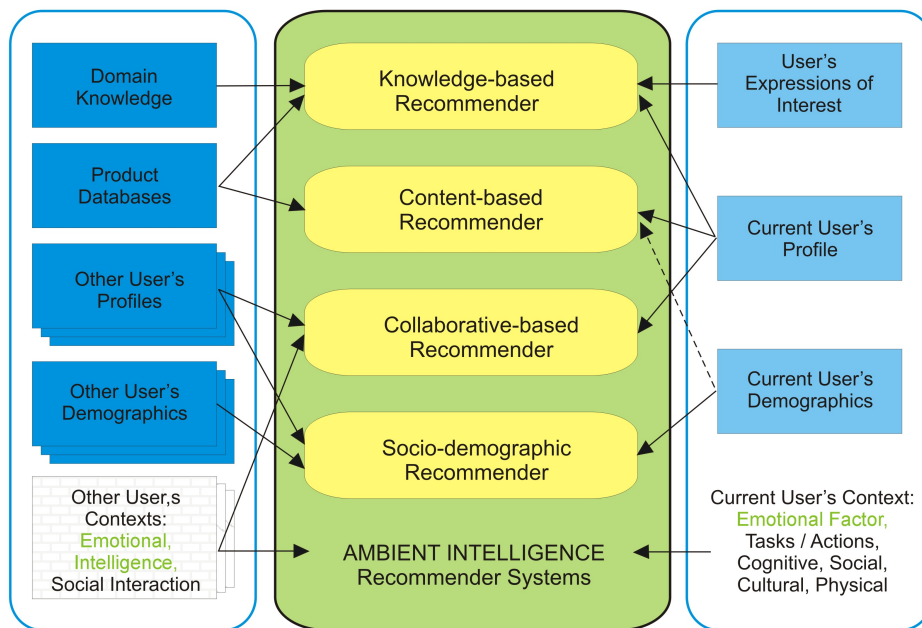 Domain
Knowledge
Product
Databases
Other User's
Profiles
Other User's
Demographics
Other User,s
Contexts:
Emotional,
Intelligence,
Social Interaction
Knowledge-based
Recommender
Content-based
Recommender
Collaborative-based
Recommender
Socio-demographic
Recommender
AMBIENT INTELLIGENCE
Recommender Systems
User's
Expressions of
Interest
Current User's
Profile
Current User's
Demographics
Current User's Context:
Emotional Factor,
Tasks / Actions,
Cognitive, Social,
Cultural, Physical